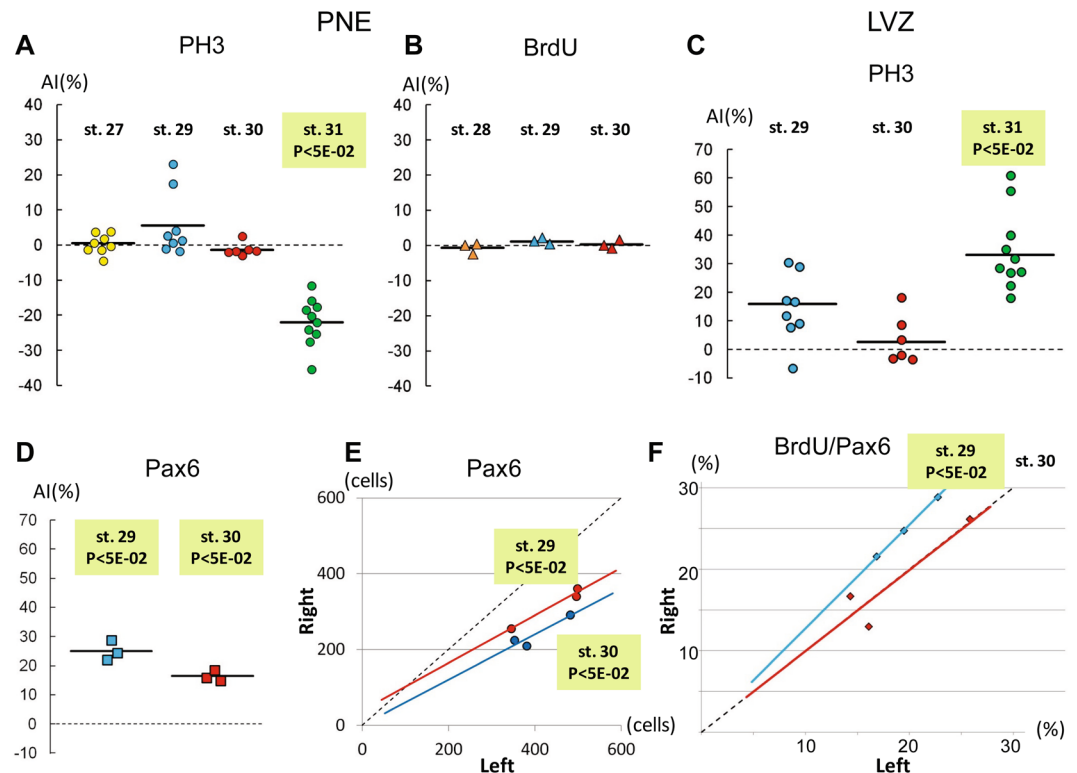 PNE
LVZ
A
PH3
AI(%)
40
30
20
10
0
-10
-20
-30
-40
st. 27
st. 29
st. 30
st. 31
P<5E-02
B
BrdU
40
30
20
10
0
-10
-20
-30
-40
st. 28
st. 29
st. 30
C
PH3
AI(%)
70
60
50
40
30
20
10
0
-10
st. 29
st. 30
st. 31
P<5E-02
D
Pax6
AI(%)
70
60
50
40
30
20
10
0
-10
st. 29
P<5E-02
st. 30
P<5E-02
E
Pax6
(cells)
600
400
200
0
Right
st. 29
P<5E-02
st. 30
P<5E-02
0
200
400
600
(cells)
Left
F
BrdU/Pax6
(%)
30
20
10
Right
st. 29
P<5E-02
st. 30
10
20
30
(%)
Left